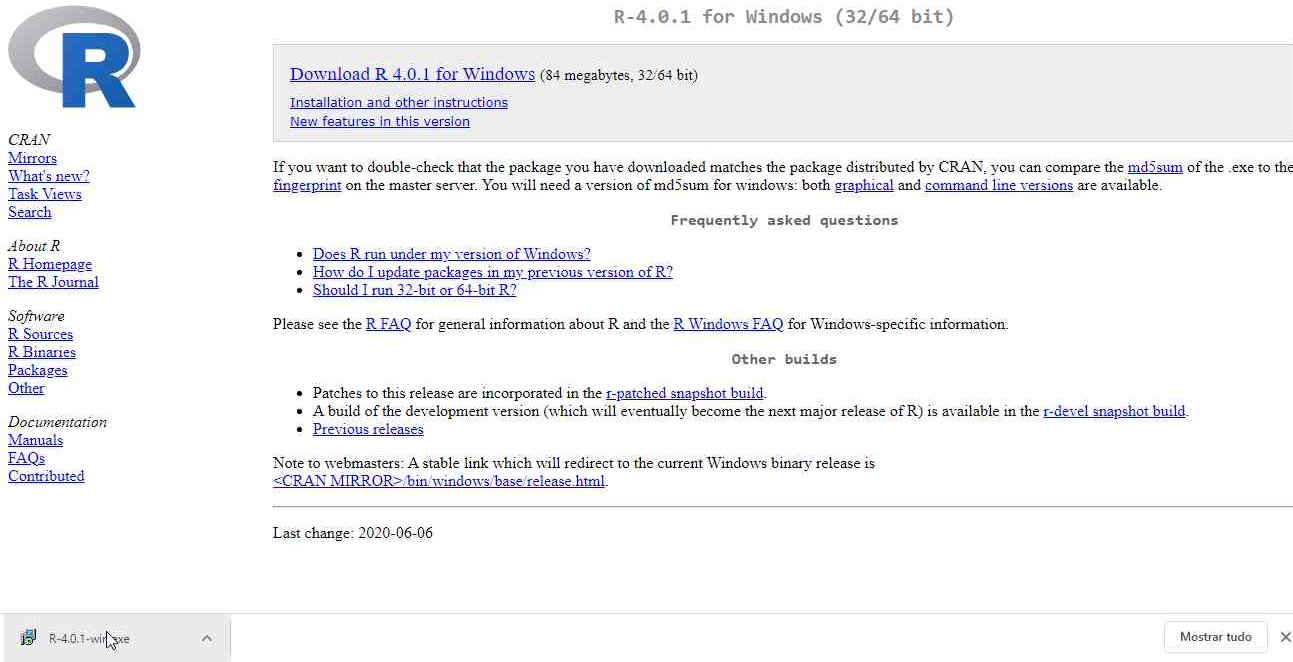 R-4.0.1 for Windows (32/64 bit)
R
Download R 4.0.1 for Windows (84 megabytes, 32/64 bit)
Installation and other instructions
New features in this version
CRAN
Mirrors
What's new?
Task Views
Search
About R
R Homepage
The R Journal
Software
R Sources
R Binaries
Packages
Other
Documentation
Manuals
FAQs
Contributed
If you want to double-check that the package you have downloaded matches the package distributed by CRAN, you can compare the md5sum of the .exe to the
fingerprint on the master server. You will need a version of md5sum for windows: both graphical and command line versions are available.
Frequently asked questions
• Does R run under my version of Windows?
• How do I update packages in my previous version of R?
• Should I run 32-bit or 64-bit R?
Please see the R FAQ for general information about R and the R Windows FAQ for Windows-specific information.
Other builds
• Patches to this release are incorporated in the r-patched snapshot build.
• A build of the development version (which will eventually become the next major release of R) is available in the r-devel snapshot build.
• Previous releases
Note to webmasters: A stable link which will redirect to the current Windows binary release is
<CRAN MIRROR>/bin/windows/base/release.html.
Last change: 2020-06-06
R-4.0.1-win.exe
Mostrar tudo